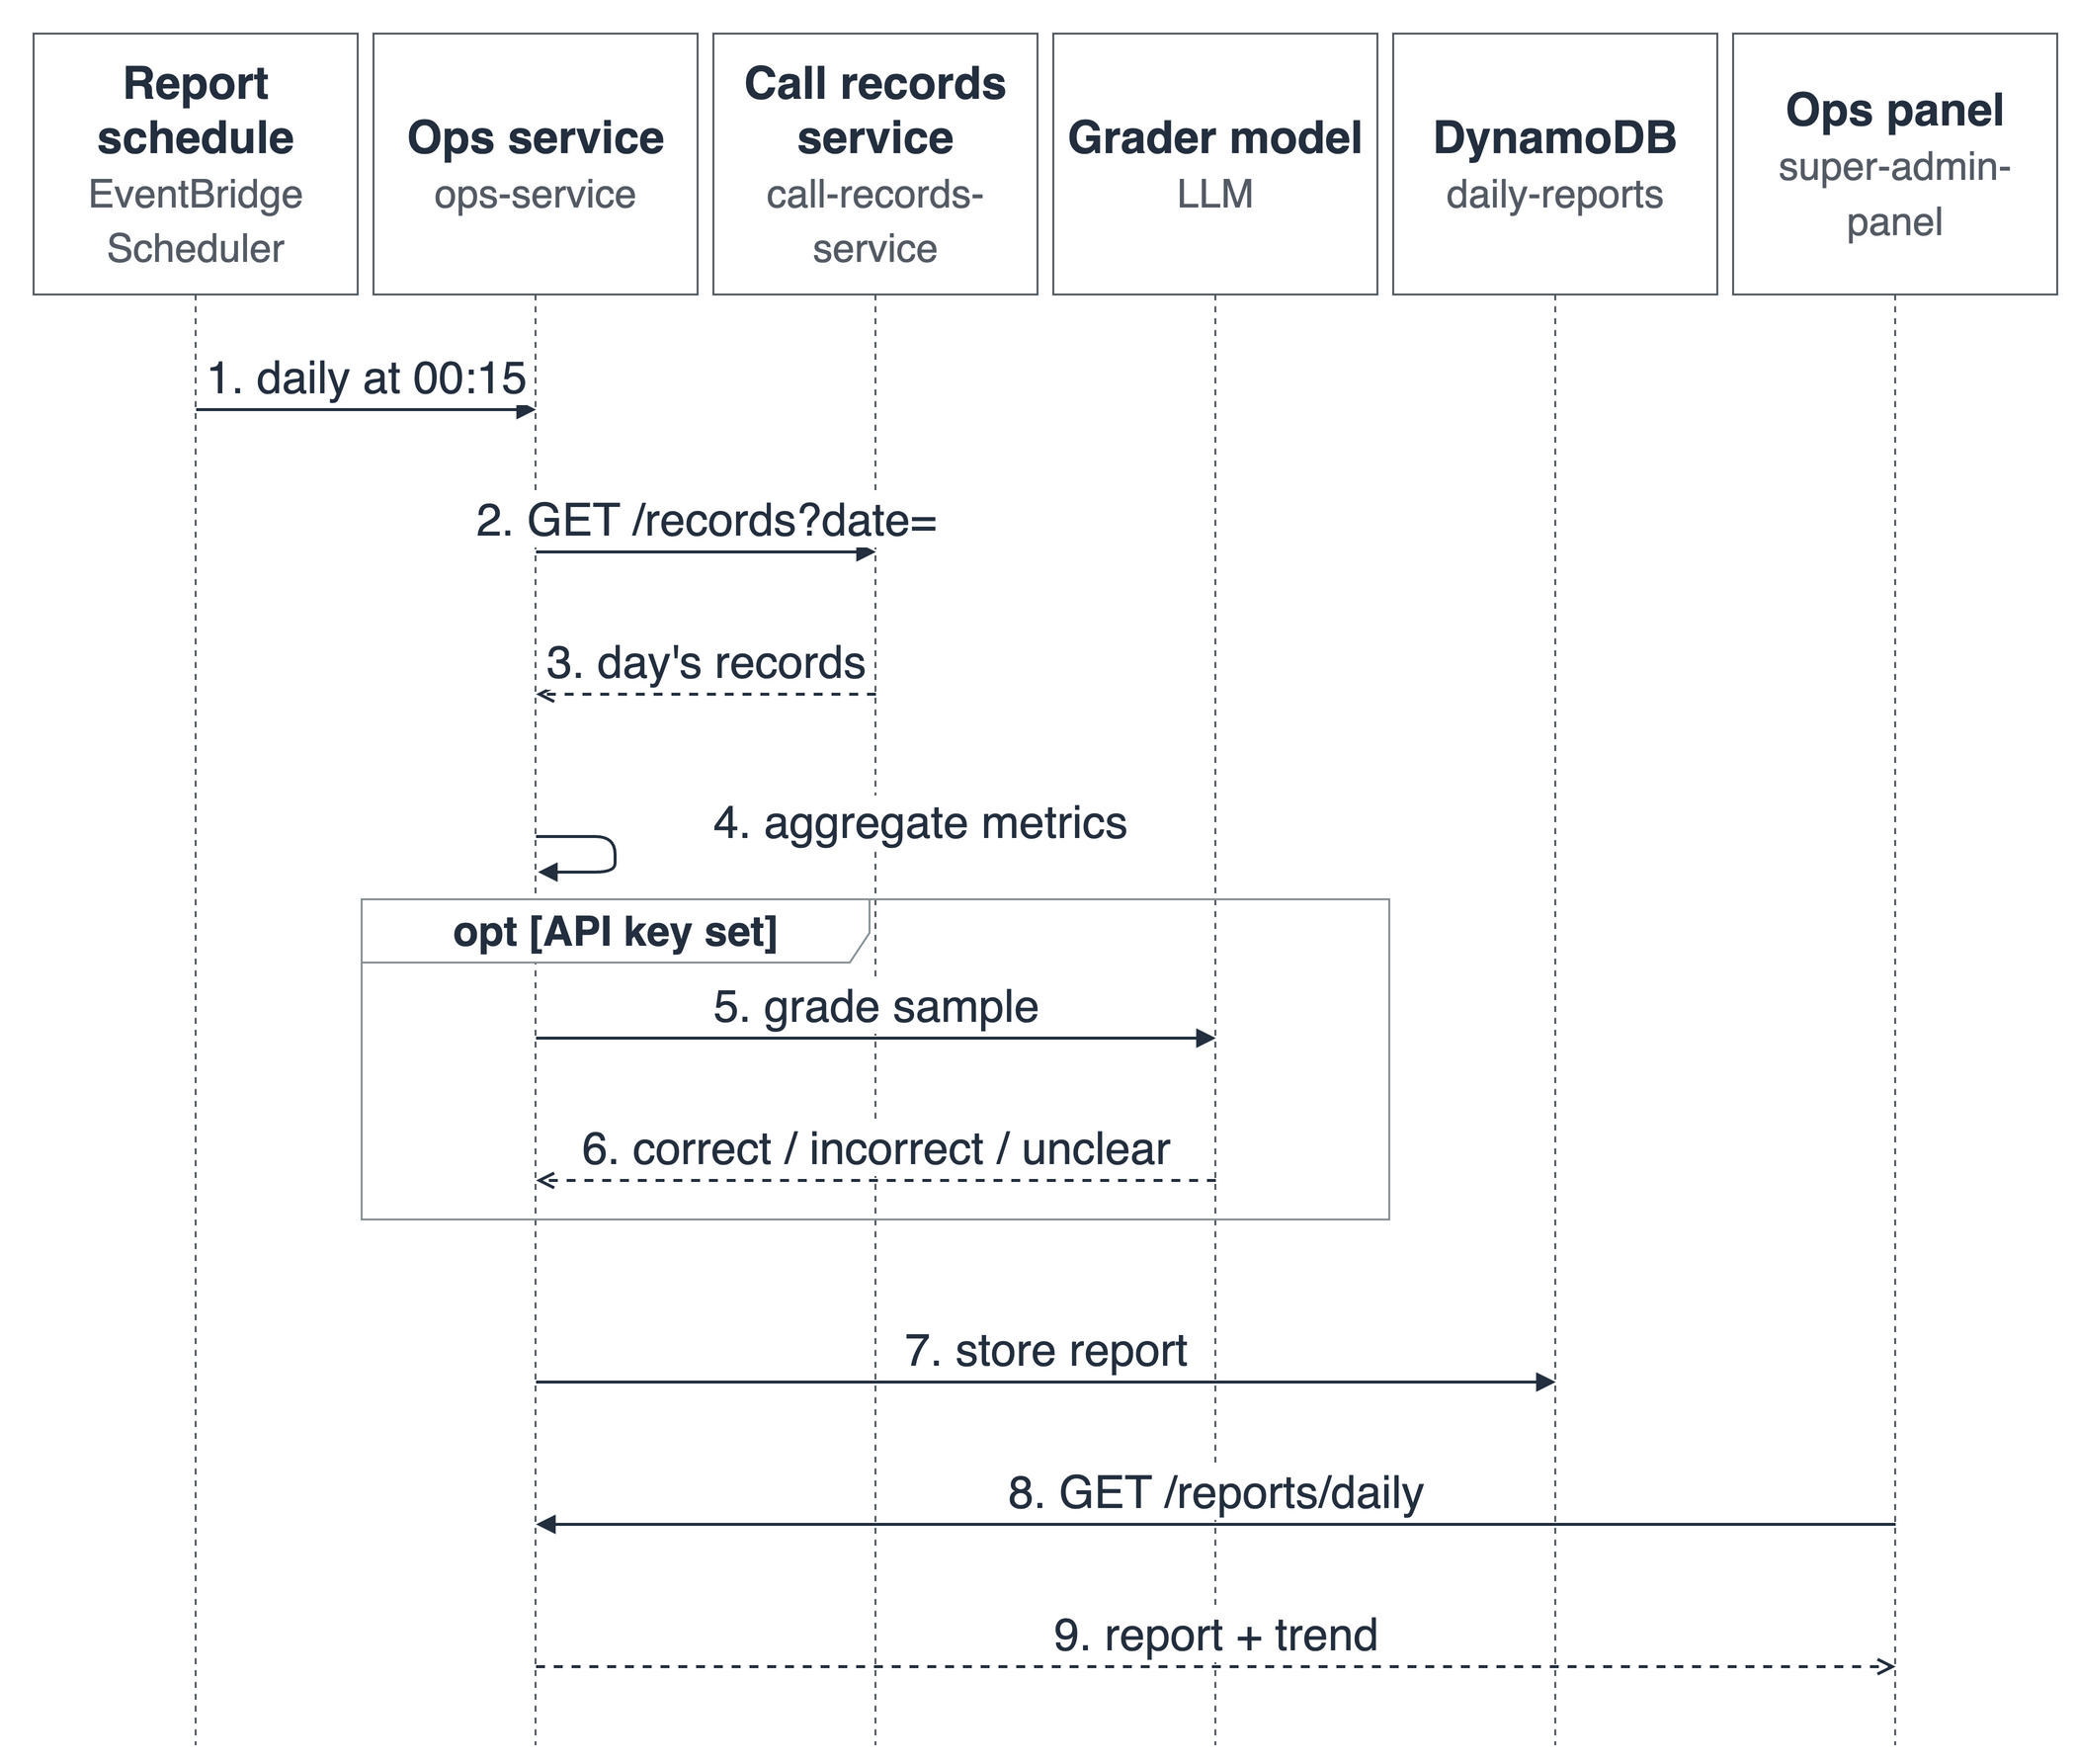 Report
schedule
EventBridge
Scheduler
Ops service
ops-service
Call records
service
call-records-
service
Grader model
LLM
DynamoDB
daily-reports
Ops panel
super-admin-
panel
1. daily at 00:15
2. GET /records?date=
3. day's records
4. aggregate metrics
opt [API key set]
5. grade sample
6. correct / incorrect / unclear
7. store report
8. GET /reports/daily
9. report + trend